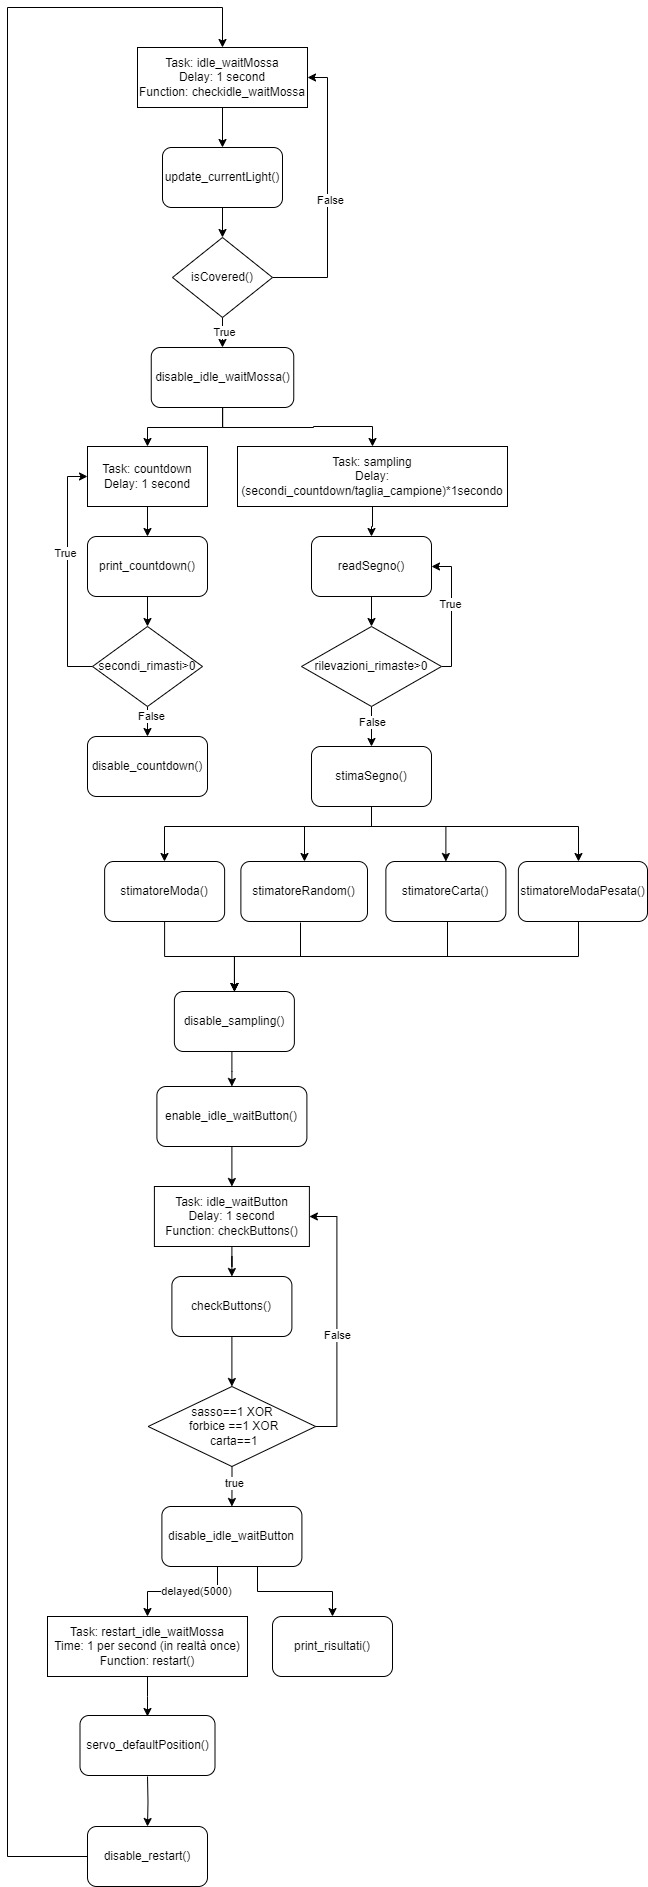 Task: idle_waitMossa
Delay: 1 second
Function: checkidle_waitMossa
update_currentLight()
False
isCovered()
True
disable_idle_waitMossa()
Task: countdown
Delay: 1 second
Task: sampling
Delay:
(secondi_countdown/taglia_campione)*1secondo
True
print_countdown()
readSegno()
True
secondi_rimasti>0
rilevazioni_rimaste>0
False
False
disable_countdown()
stimaSegno()
stimatoreModa()
stimatoreRandom()
stimatoreCarta()
stimatoreModaPesata()
disable_sampling()
enable_idle_waitButton()
Task: idle_waitButton
Delay: 1 second
Function: checkButtons()
checkButtons()
False
sasso==1 XOR
forbice ==1 XOR
carta==1
true
disable_idle_waitButton
delayed(5000)
Task: restart_idle_waitMossa
Time: 1 per second (in realtà once)
Function: restart()
print_risultati()
servo_defaultPosition()
disable_restart()